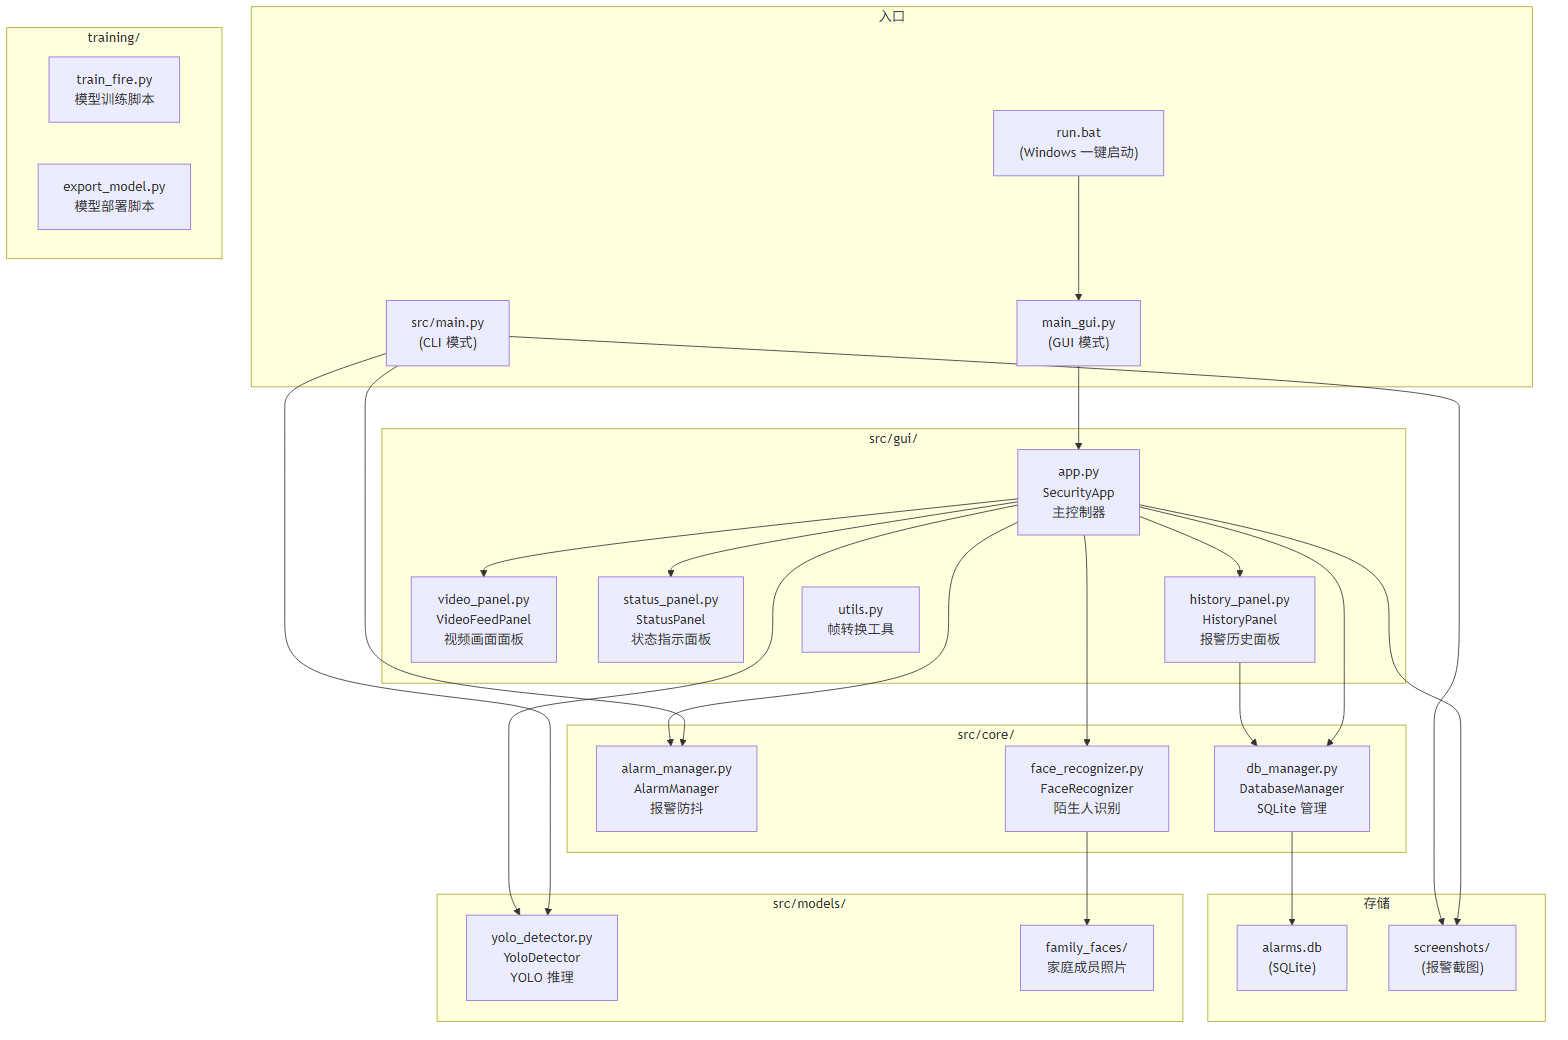 training/
train_fire.py
模型训练脚本
export_model.py
模型部署脚本
入口
run.bat
(Windows 一键启动)
src/main.py
(CLI 模式)
main_gui.py
(GUI 模式)
src/gui/
app.py
SecurityApp
主控制器
video_panel.py
VideoFeedPanel
视频画面面板
status_panel.py
StatusPanel
状态指示面板
utils.py
帧转换工具
history_panel.py
HistoryPanel
报警历史面板
src/core/
alarm_manager.py
AlarmManager
报警防抖
face_recognizer.py
FaceRecognizer
陌生人识别
db_manager.py
DatabaseManager
SQLite 管理
src/models/
yolo_detector.py
YoloDetector
YOLO 推理
family_faces/
家庭成员照片
存储
alarms.db
(SQLite)
screenshots/
(报警截图)